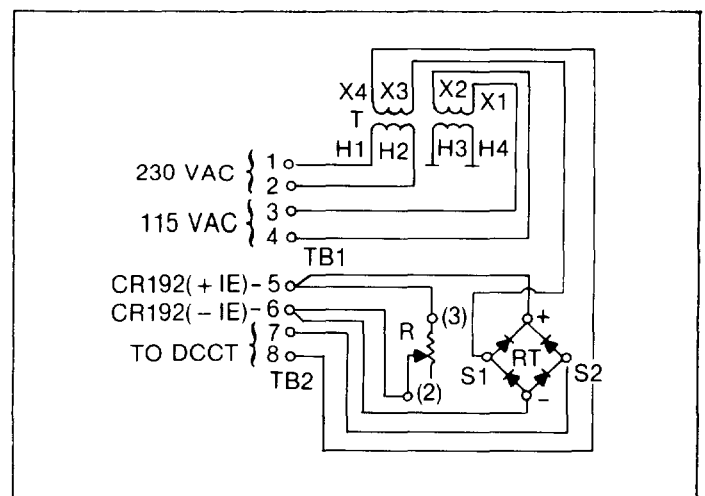 X4 X3 X2 X1
T
H1 H2 H3 H4
230 VAC { 1
2
115 VAC { 3
4
TB1
CR192(+IE)-5
CR192(-IE)-6
TO DCCT { 7
8
TB2
R (3)
(2)
+
S1 RT S2
-